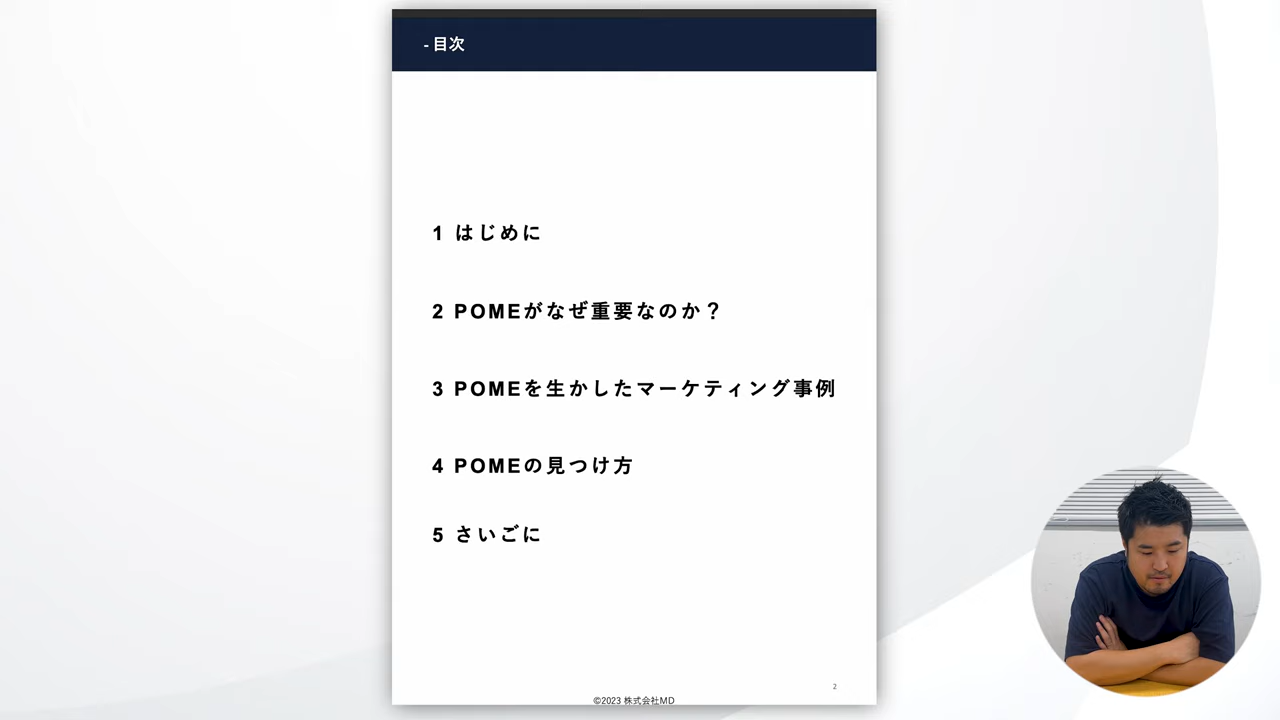 - 目次
1 はじめに
2 POMEがなぜ重要なのか？
3 POMEを生かしたマーケティング事例
4 POMEの見つけ方
5 さいごに
2
©2023 株式会社MD